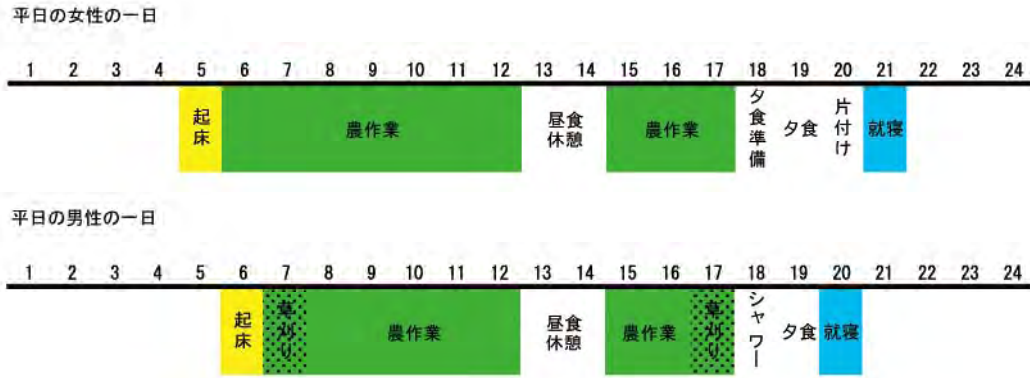 平日の女性の一日
1 2 3 4 5 6 7 8 9 10 11 12 13 14 15 16 17 18 19 20 21 22 23 24
起床 農作業 昼食休憩 農作業 夕食準備 夕食 片付け 就寝
平日の男性の一日
1 2 3 4 5 6 7 8 9 10 11 12 13 14 15 16 17 18 19 20 21 22 23 24
起床 草刈り 農作業 昼食休憩 農作業 草刈り シャワー 夕食 就寝